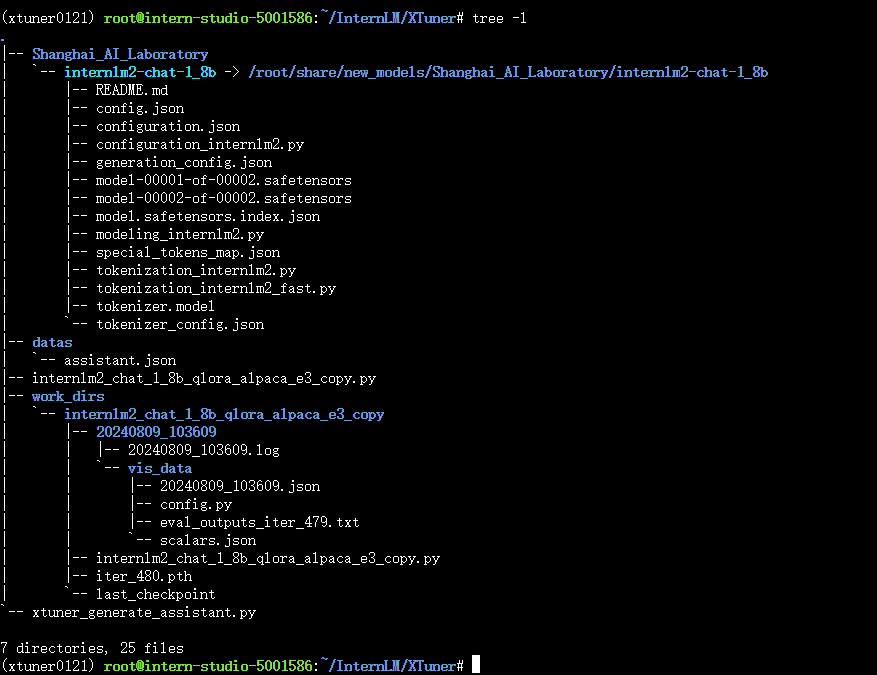 (xtuner0121) root@intern-studio-5001586:~/InternLM/XTuner# tree -l
.
|-- Shanghai_AI_Laboratory
|   `-- internlm2-chat-1_8b -> /root/share/new_models/Shanghai_AI_Laboratory/internlm2-chat-1_8b
|       |-- README.md
|       |-- config.json
|       |-- configuration.json
|       |-- configuration_internlm2.py
|       |-- generation_config.json
|       |-- model-00001-of-00002.safetensors
|       |-- model-00002-of-00002.safetensors
|       |-- model.safetensors.index.json
|       |-- modeling_internlm2.py
|       |-- special_tokens_map.json
|       |-- tokenization_internlm2.py
|       |-- tokenization_internlm2_fast.py
|       |-- tokenizer.model
|       `-- tokenizer_config.json
|-- datas
|   `-- assistant.json
|-- internlm2_chat_1_8b_qlora_alpaca_e3_copy.py
|-- work_dirs
|   `-- internlm2_chat_1_8b_qlora_alpaca_e3_copy
|       |-- 20240809_103609
|       |   |-- 20240809_103609.log
|       |   `-- vis_data
|       |       |-- 20240809_103609.json
|       |       |-- config.py
|       |       |-- eval_outputs_iter_479.txt
|       |       `-- scalars.json
|       |-- internlm2_chat_1_8b_qlora_alpaca_e3_copy.py
|       |-- iter_480.pth
|       `-- last_checkpoint
`-- xtuner_generate_assistant.py

7 directories, 25 files
(xtuner0121) root@intern-studio-5001586:~/InternLM/XTuner#